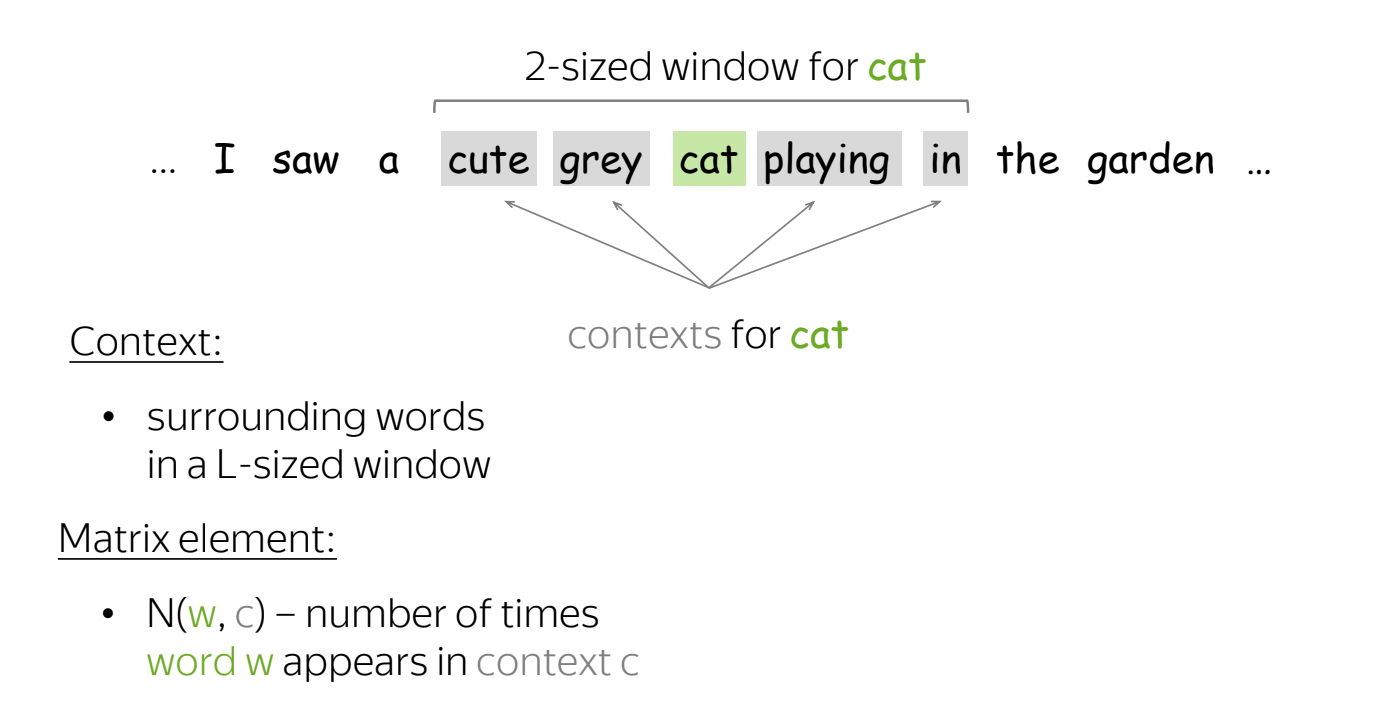 2-sized window for cat
... I saw a cute grey cat playing in the garden ...
contexts for cat
Context:
• surrounding words
in a L-sized window
Matrix element:
• N(w, c) – number of times
word w appears in context c